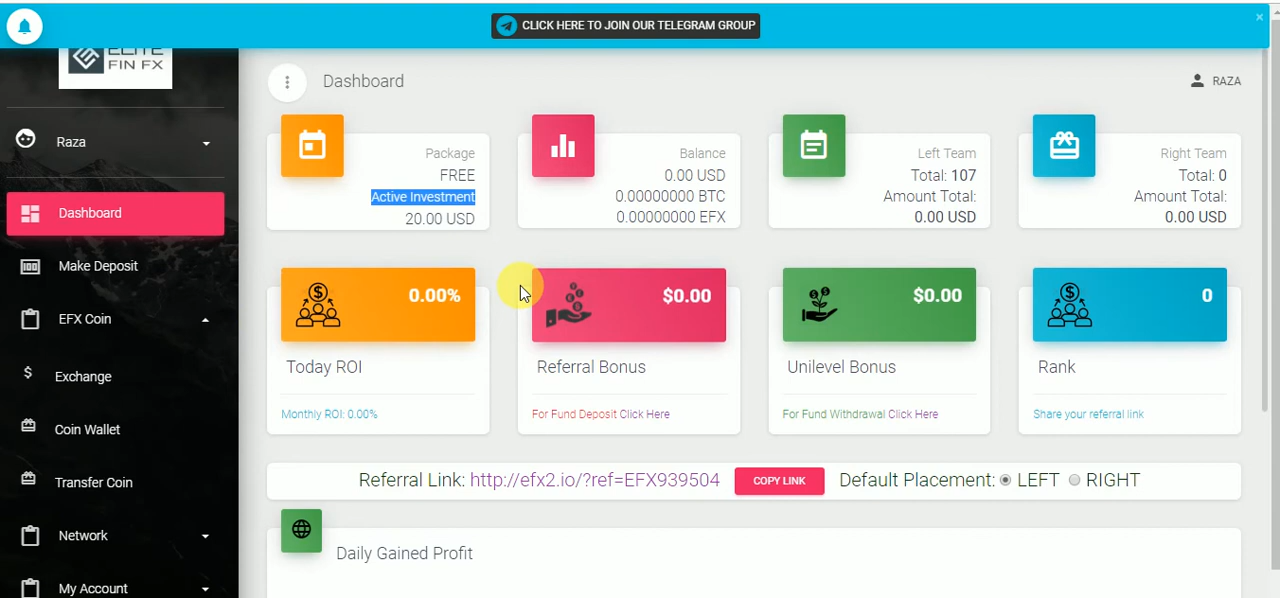 CLICK HERE TO JOIN OUR TELEGRAM GROUP
×
ELITE
FIN FX
Raza
Dashboard
Make Deposit
EFX Coin
$ Exchange
Coin Wallet
Transfer Coin
Network
My Account
Dashboard
RAZA
Package
FREE
Active Investment
20.00 USD
Balance
0.00 USD
0.00000000 BTC
0.00000000 EFX
Left Team
Total: 107
Amount Total:
0.00 USD
Right Team
Total: 0
Amount Total:
0.00 USD
0.00%
Today ROI
Monthly ROI: 0.00%
$0.00
Referral Bonus
For Fund Deposit Click Here
$0.00
Unilevel Bonus
For Fund Withdrawal Click Here
0
Rank
Share your referral link
Referral Link: http://efx2.io/?ref=EFX939504 COPY LINK Default Placement: LEFT RIGHT
Daily Gained Profit